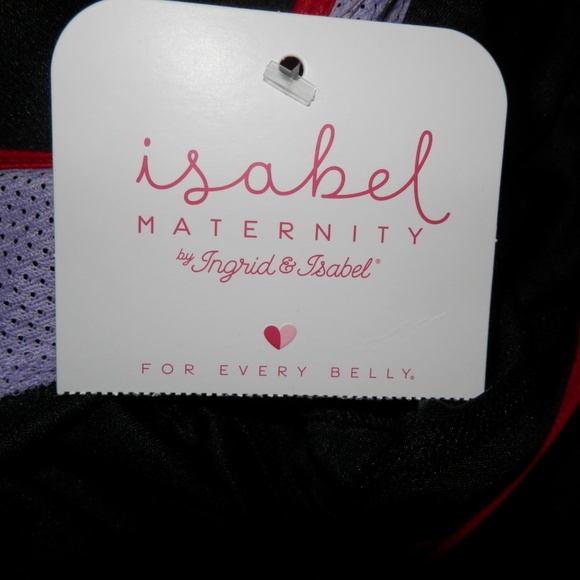 isabel
MATERNITY
by Ingrid & Isabel®
FOR EVERY BELLY®